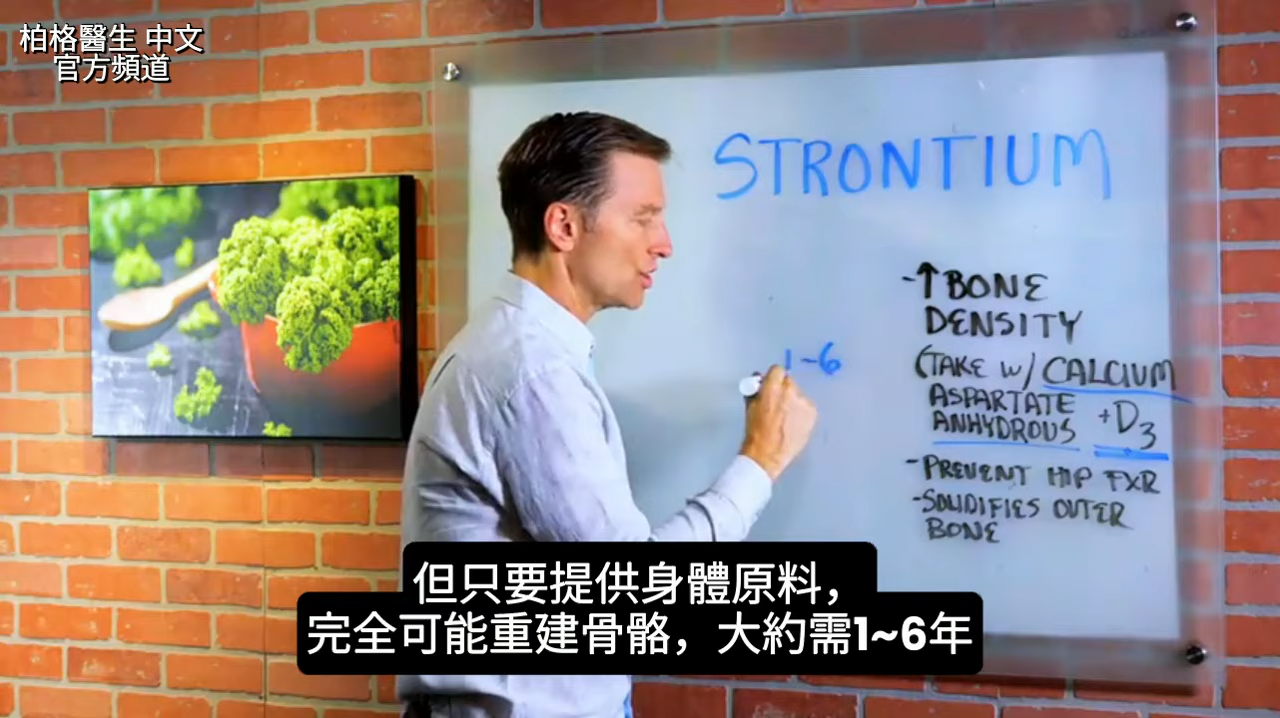 柏格醫生 中文
官方頻道
STRONTIUM
-↑BONE
DENSITY
(TAKE W/ CALCIUM
ASPARTATE
ANHYDROUS +D3
1-6
-PREVENT HIP FXR
-SOLIDIFIES OUTER
BONE
但只要提供身體原料，
完全可能重建骨骼，大約需1~6年